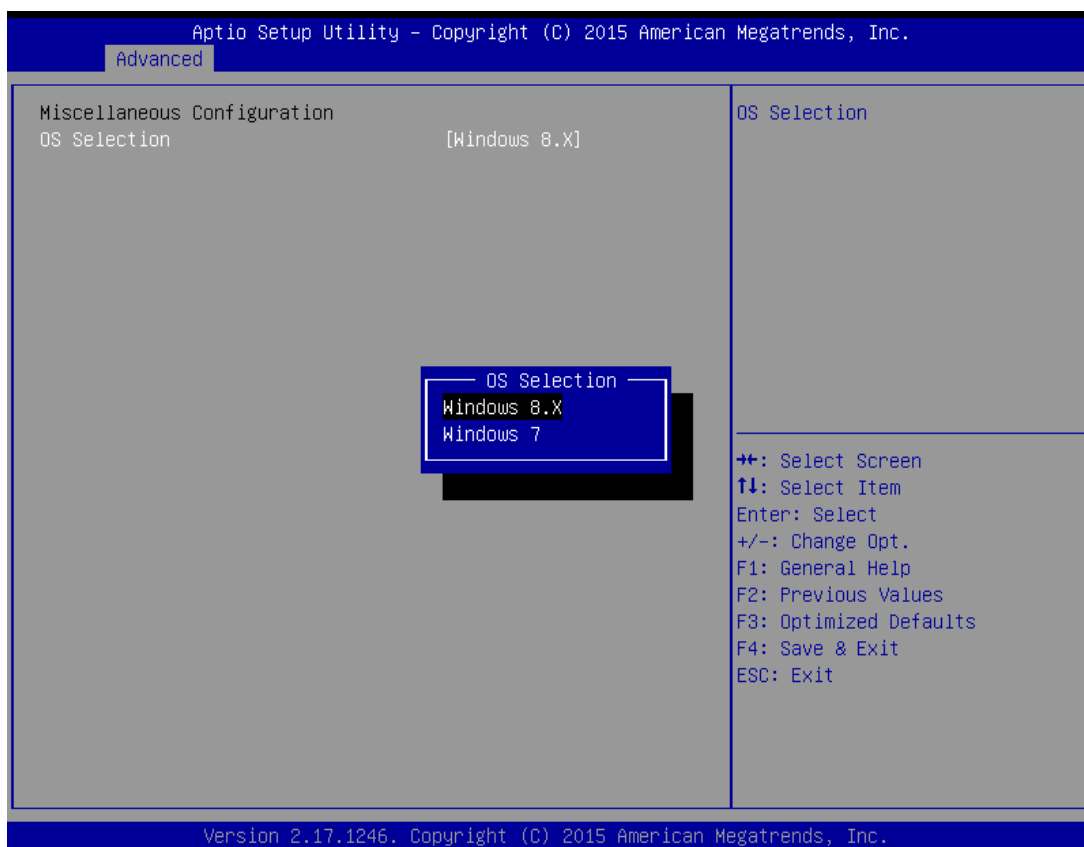 Aptio Setup Utility – Copyright (C) 2015 American Megatrends, Inc.
Advanced
Miscellaneous Configuration
OS Selection [Windows 8.X]
OS Selection
OS Selection
Windows 8.X
Windows 7
→←: Select Screen
↑↓: Select Item
Enter: Select
+/-: Change Opt.
F1: General Help
F2: Previous Values
F3: Optimized Defaults
F4: Save & Exit
ESC: Exit
Version 2.17.1246. Copyright (C) 2015 American Megatrends, Inc.